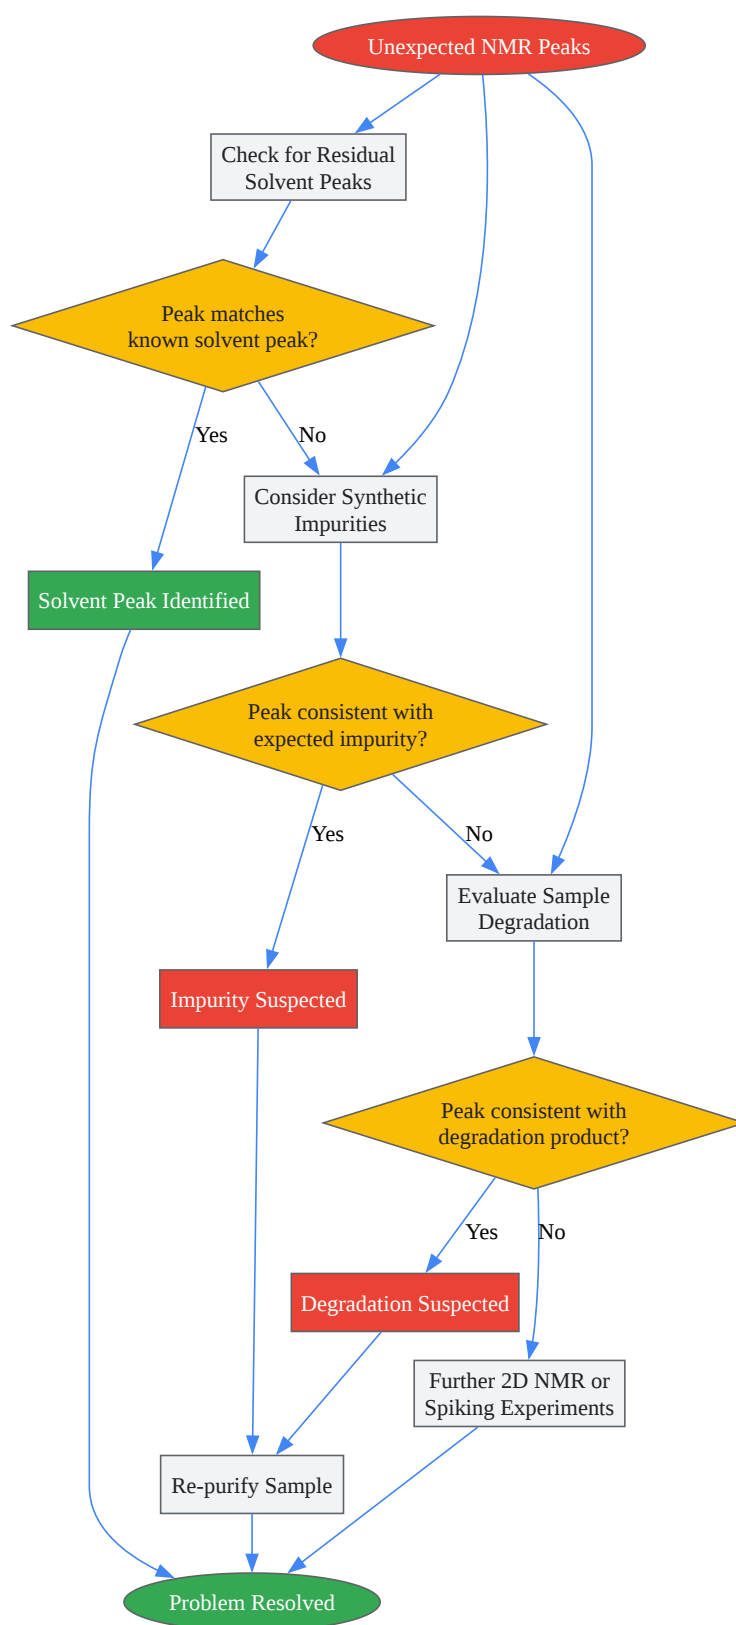 Unexpected NMR Peaks
Check for Residual
Solvent Peaks
Peak matches
known solvent peak?
Yes
No
Consider Synthetic
Impurities
Solvent Peak Identified
Peak consistent with
expected impurity?
Yes
No
Evaluate Sample
Degradation
Impurity Suspected
Peak consistent with
degradation product?
Yes
No
Degradation Suspected
Further 2D NMR or
Spiking Experiments
Re-purify Sample
Problem Resolved